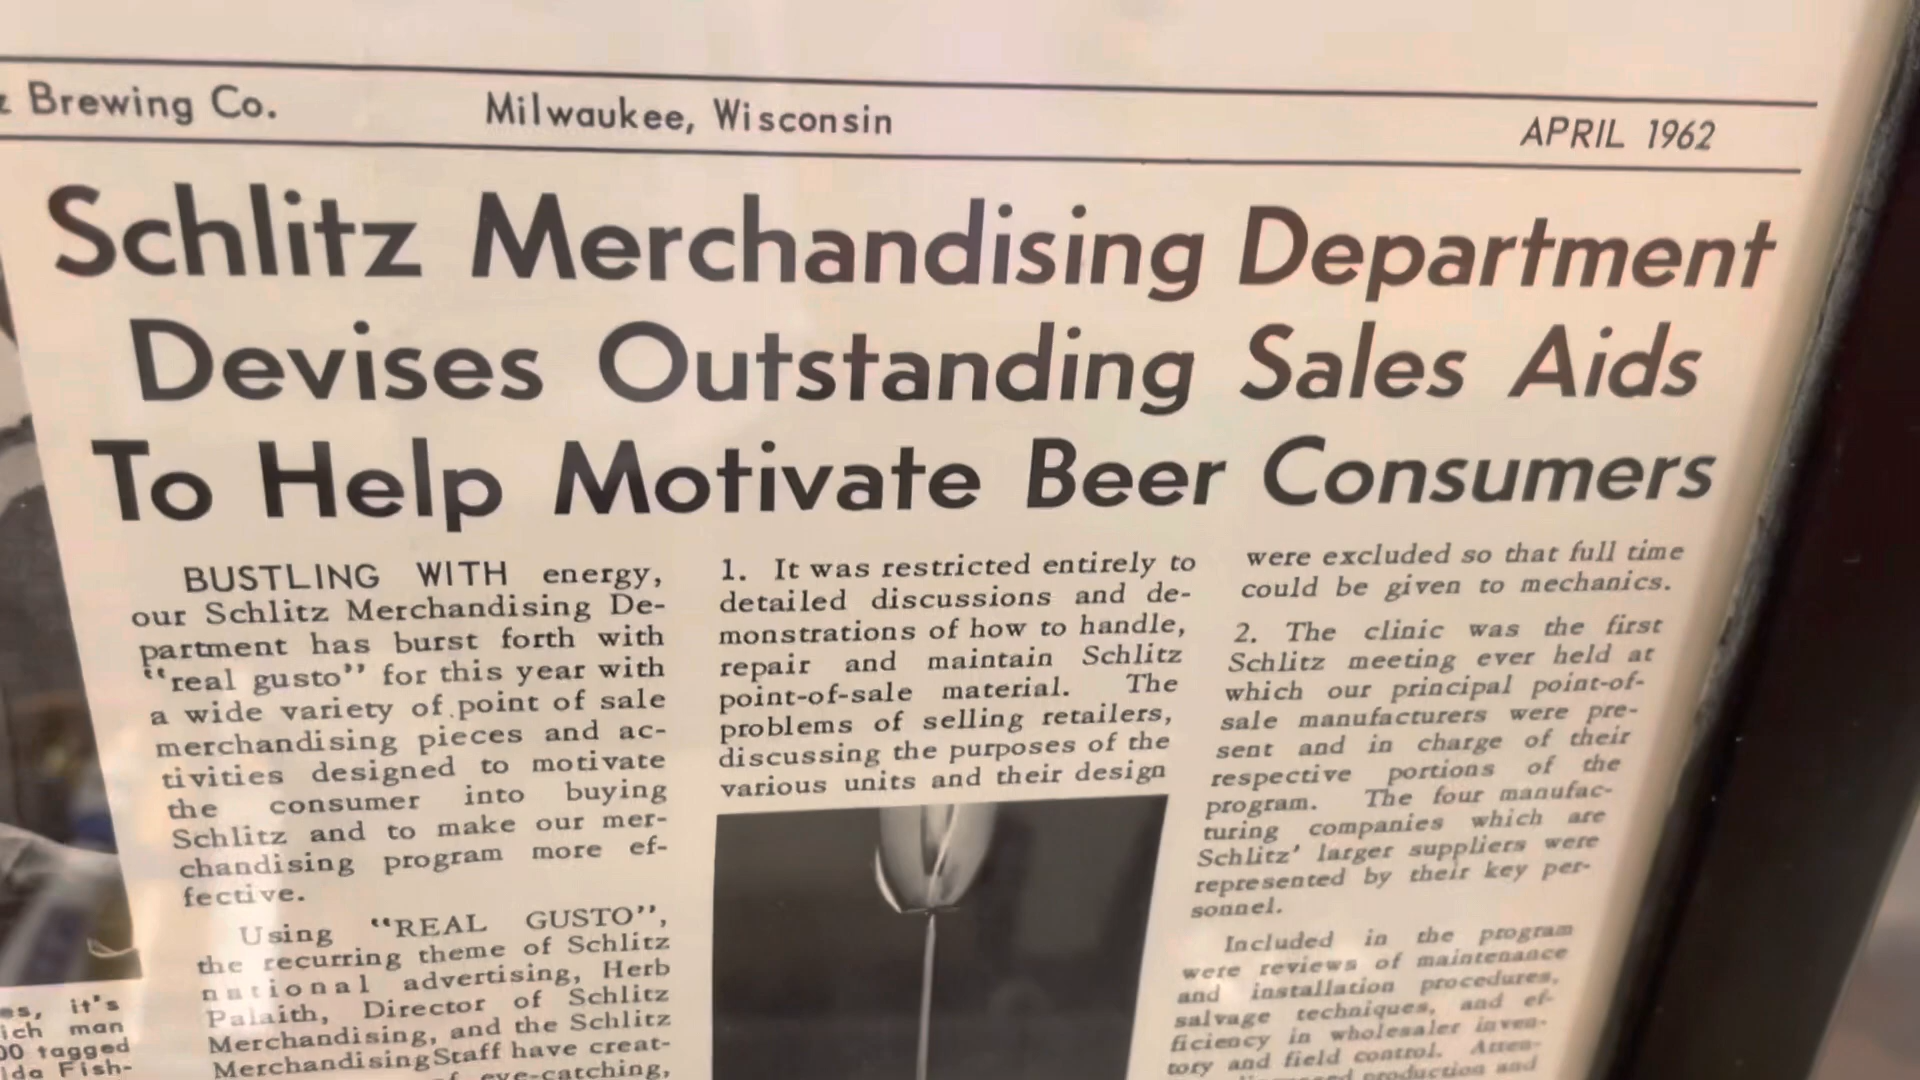 Brewing Co. Milwaukee, Wisconsin APRIL 1962
Schlitz Merchandising Department
Devises Outstanding Sales Aids
To Help Motivate Beer Consumers
BUSTLING WITH energy,
our Schlitz Merchandising De-
partment has burst forth with
“real gusto” for this year with
a wide variety of point of sale
merchandising pieces and ac-
tivities designed to motivate
the consumer into buying
Schlitz and to make our mer-
chandising program more ef-
fective.
Using “REAL GUSTO”,
the recurring theme of Schlitz
national advertising, Herb
Palaith, Director of Schlitz
Merchandising, and the Schlitz
Merchandising Staff have creat-
eye-catching,
1. It was restricted entirely to
detailed discussions and de-
monstrations of how to handle,
repair and maintain Schlitz
point-of-sale material. The
problems of selling retailers,
discussing the purposes of the
various units and their design
were excluded so that full time
could be given to mechanics.
2. The clinic was the first
Schlitz meeting ever held at
which our principal point-of-
sale manufacturers were pre-
sent and in charge of their
respective portions of the
program. The four manufac-
turing companies which are
Schlitz’ larger suppliers were
represented by their key per-
sonnel.
Included in the program
were reviews of maintenance
and installation procedures,
salvage techniques, and ef-
ficiency in wholesaler inven-
tory and field control. Atten-
production and
it's
man
tagged
Fish-